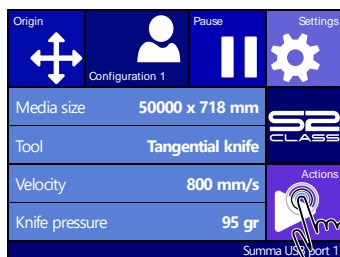 Origin
Pause
Settings
Configuration 1
Media size 50000 x 718 mm
S2
CLASS
Tool Tangential knife
Velocity 800 mm/s
Actions
Knife pressure 95 gr
Summa USB port 1